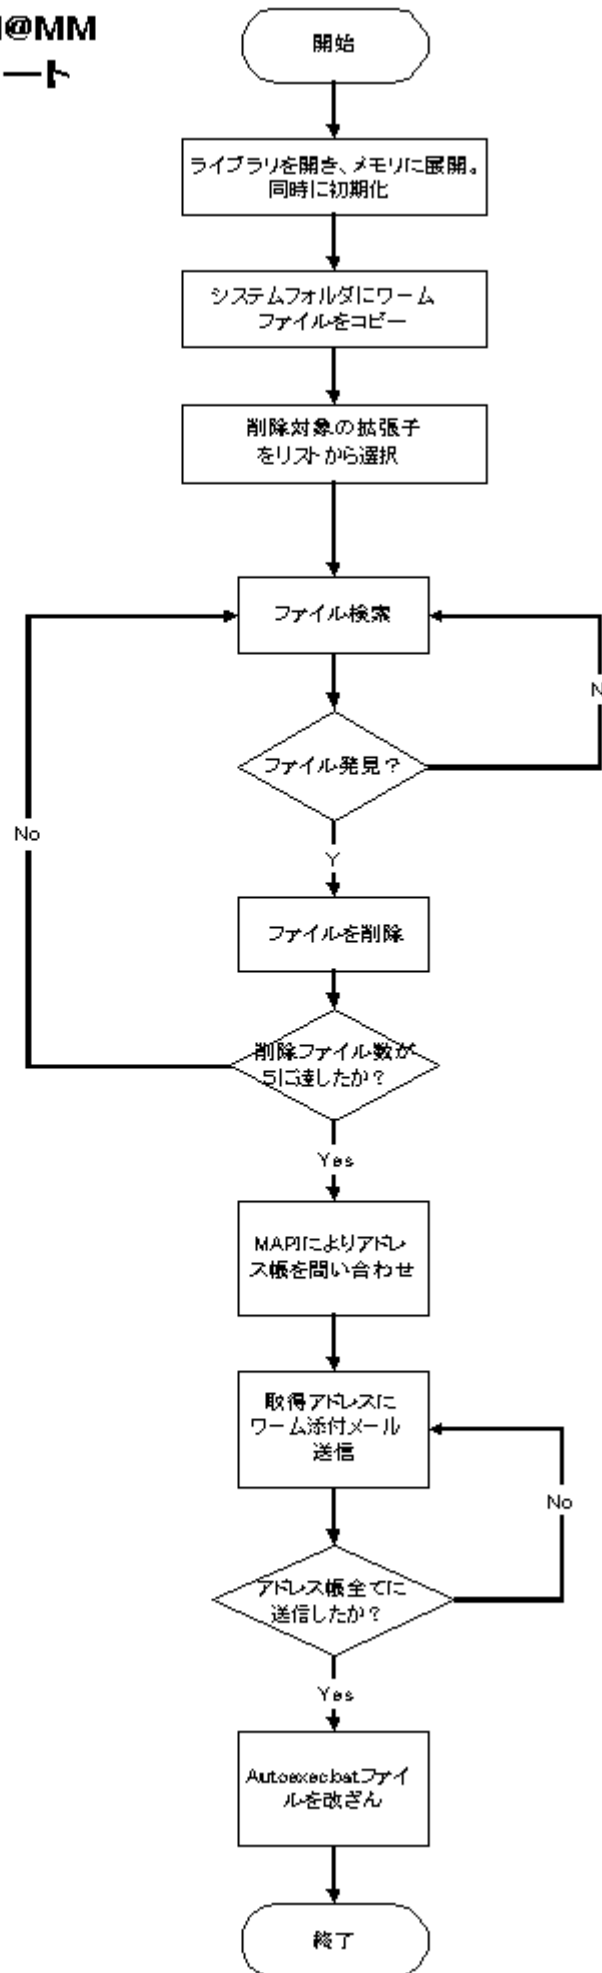 @MM
ート
開始
ライブラリを開き、メモリに展開。
同時に初期化
システムフォルダにワーム
ファイルをコピー
削除対象の拡張子
をリストから選択
ファイル検索
N
ファイル発見?
No
Y
ファイルを削除
削除ファイル数が
5に達したか?
Yes
MAPIによりアドレ
ス帳を問い合わせ
取得アドレスに
ワーム添付メール
送信
No
アドレス帳全てに
送信したか?
Yes
Autoexec.batファイ
ルを改ざん
終了